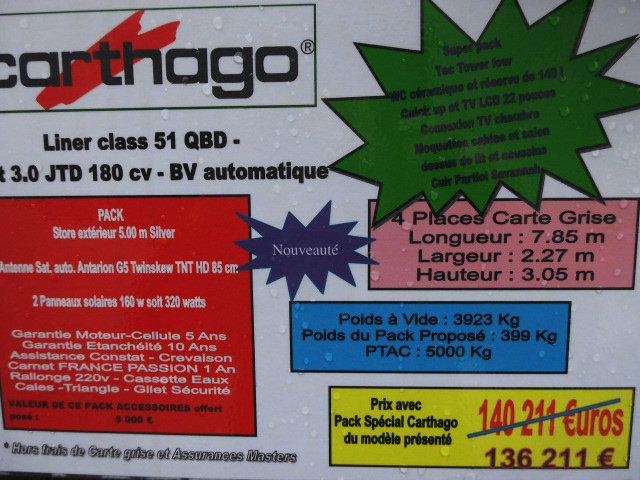 carthago®
Liner class 51 QBD -
t 3.0 JTD 180 cv - BV automatique
Super pack
Tec Tower four
WC céramique et réserve de 140 l
Quick up et TV LCD 22 pouces
Connexion TV chambre
Moquettes cabine et salon
dessus de lit et coussins
Cuir Partiel Savannah
PACK
Store extérieur 5.00 m Silver
Antenne Sat. auto. Antarion G5 Twinskew TNT HD 85 cm
2 Panneaux solaires 160 w soit 320 watts
Garantie Moteur-Cellule 5 Ans
Garantie Etanchéité 10 Ans
Assistance Constat - Crevaison
Carnet FRANCE PASSION 1 An
Rallonge 220v - Cassette Eaux
Cales -Triangle - Gilet Sécurité
VALEUR DE CE PACK ACCESSOIRES offert
posé : 5 000 €
Nouveauté
4 Places Carte Grise
Longueur : 7.85 m
Largeur : 2.27 m
Hauteur : 3.05 m
Poids à Vide : 3923 Kg
Poids du Pack Proposé : 399 Kg
PTAC : 5000 Kg
Prix avec
Pack Spécial Carthago
du modèle présenté
140 211 €uros
136 211 €
* Hors frais de Carte grise et Assurances Masters